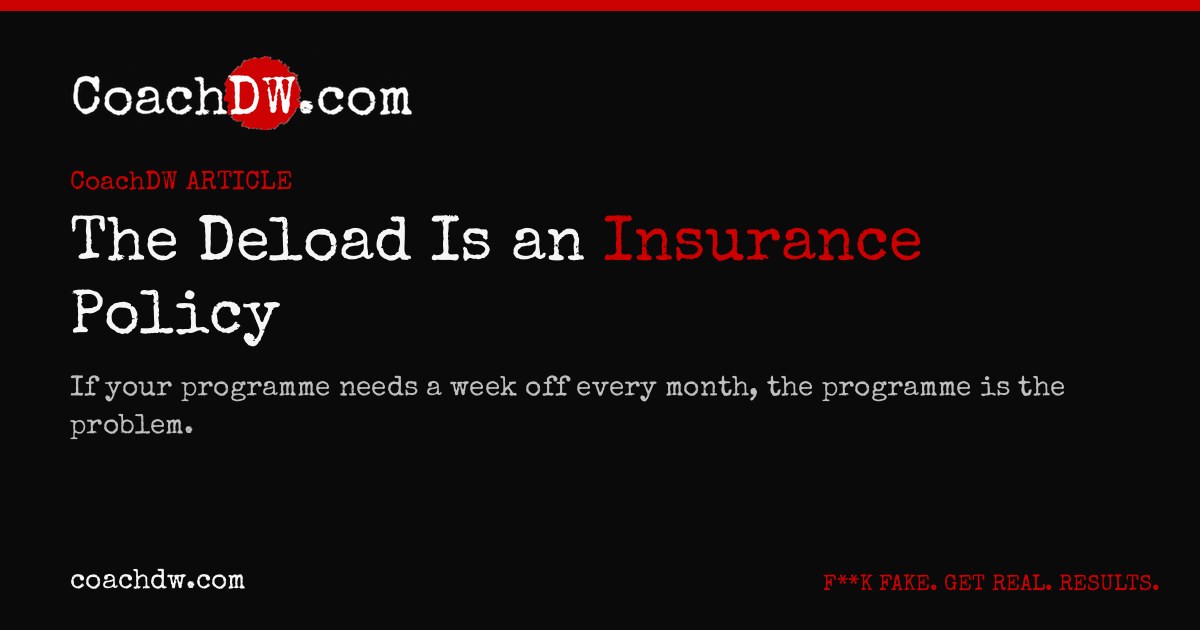 CoachDW.com
CoachDW ARTICLE
The Deload Is an Insurance
Policy
If your programme needs a week off every month, the programme is the
problem.
coachdw.com
F**K FAKE. GET REAL. RESULTS.